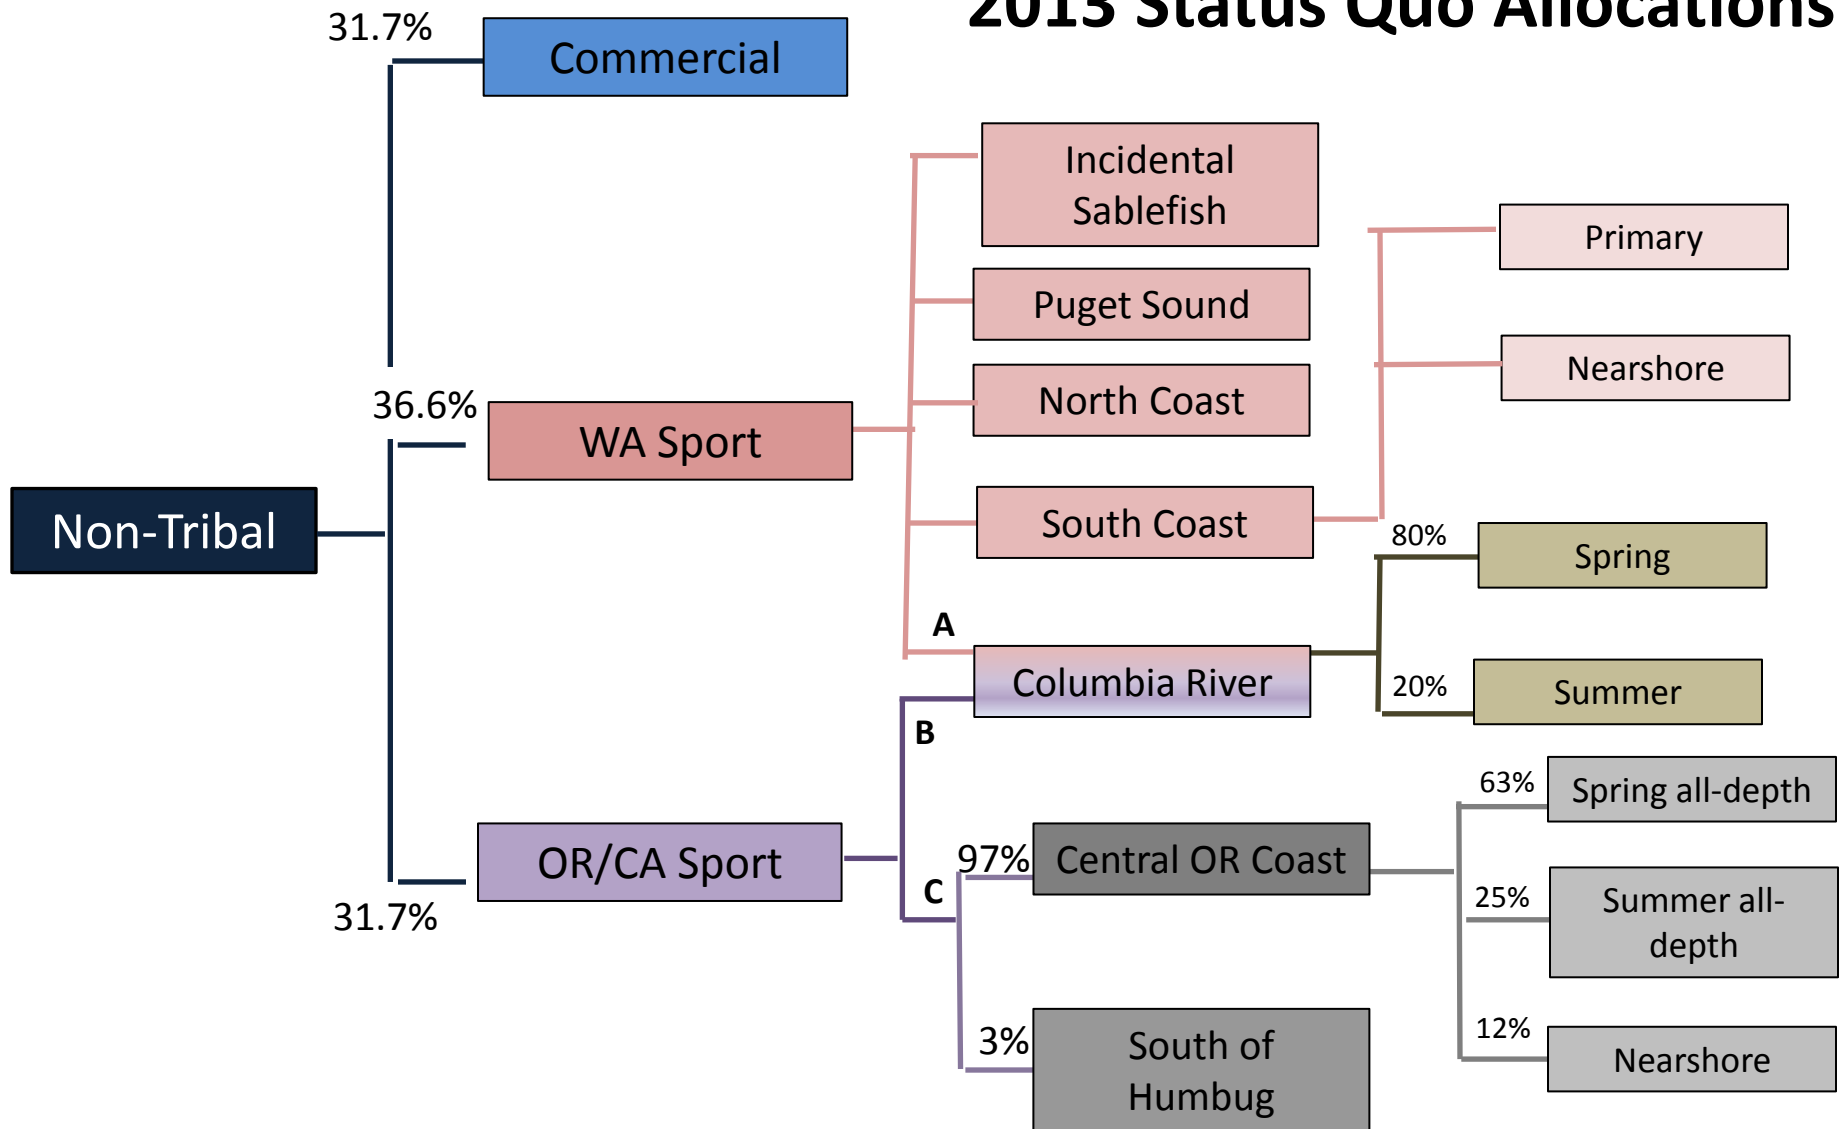 2013 Status Quo Allocations
31.7%
Commercial
Incidental
Sablefish
Primary
Puget Sound
Nearshore
36.6%
North Coast
WA Sport
Non-Tribal
South Coast
80%
Spring
A
Columbia River
20%
Summer
B
63%
Spring all-depth
OR/CA Sport
97%
Central OR Coast
C
25%
Summer all-
depth
31.7%
3%
South of
Humbug
12%
Nearshore